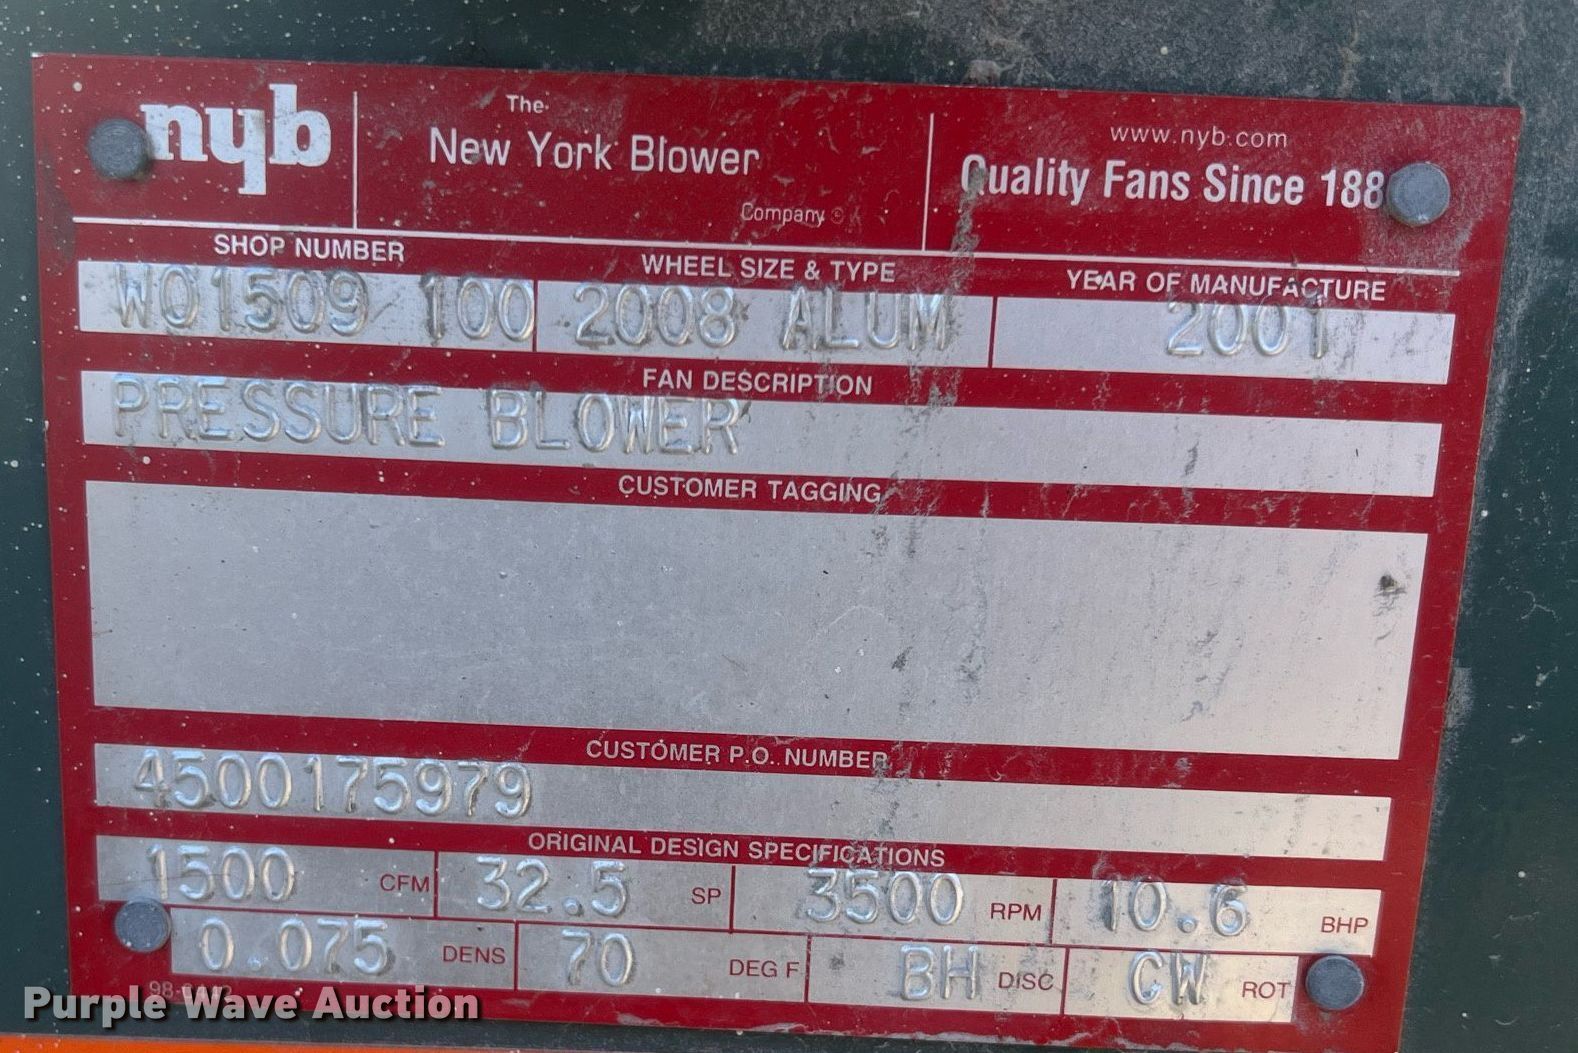 nyb
The
New York Blower
Company ®
www.nyb.com
Quality Fans Since 188
SHOP NUMBER
WHEEL SIZE & TYPE
YEAR OF MANUFACTURE
W01509 100
2008 ALUM
2001
FAN DESCRIPTION
PRESSURE BLOWER
CUSTOMER TAGGING
CUSTOMER P.O. NUMBER
4500175979
ORIGINAL DESIGN SPECIFICATIONS
1500 CFM
32.5 SP
3500 RPM
10.6 BHP
0.075 DENS
70 DEG F
BH DISC
CW ROT
Purple Wave Auction